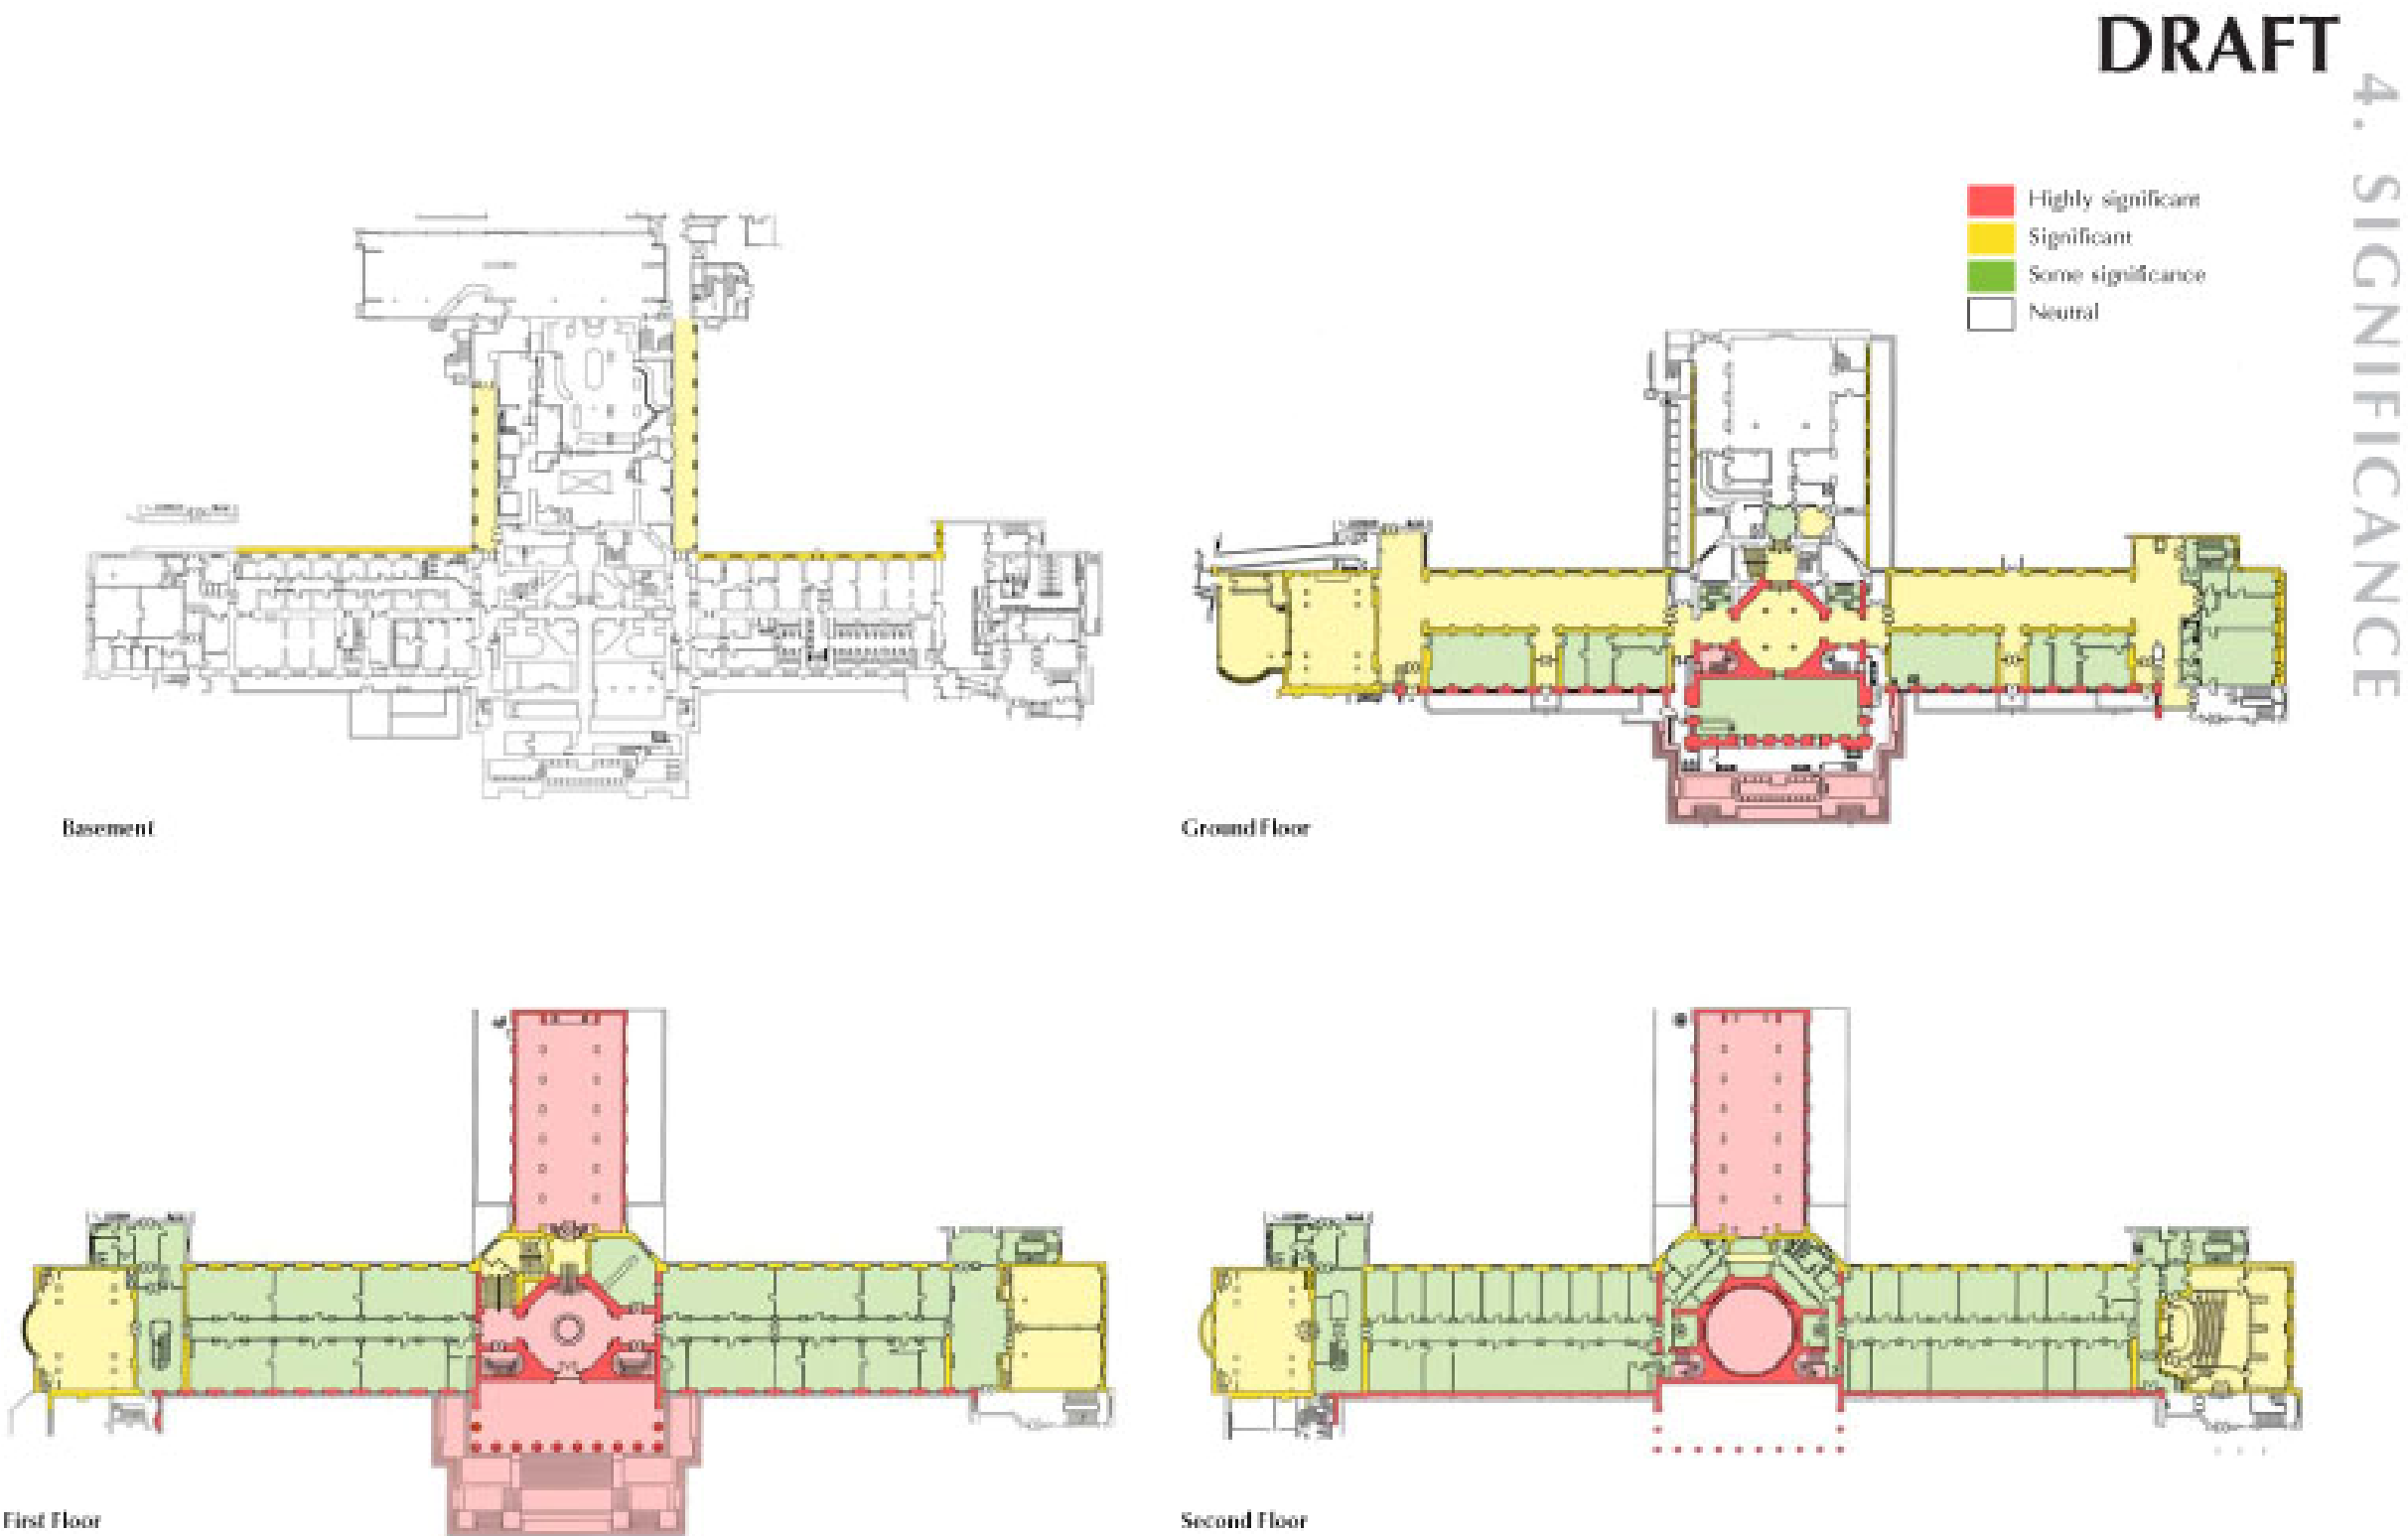 DRAFT
4. SIGNIFICANCE
Highly significant
Significant
Some significance
Neutral
Basement
Ground Floor
First Floor
Second Floor